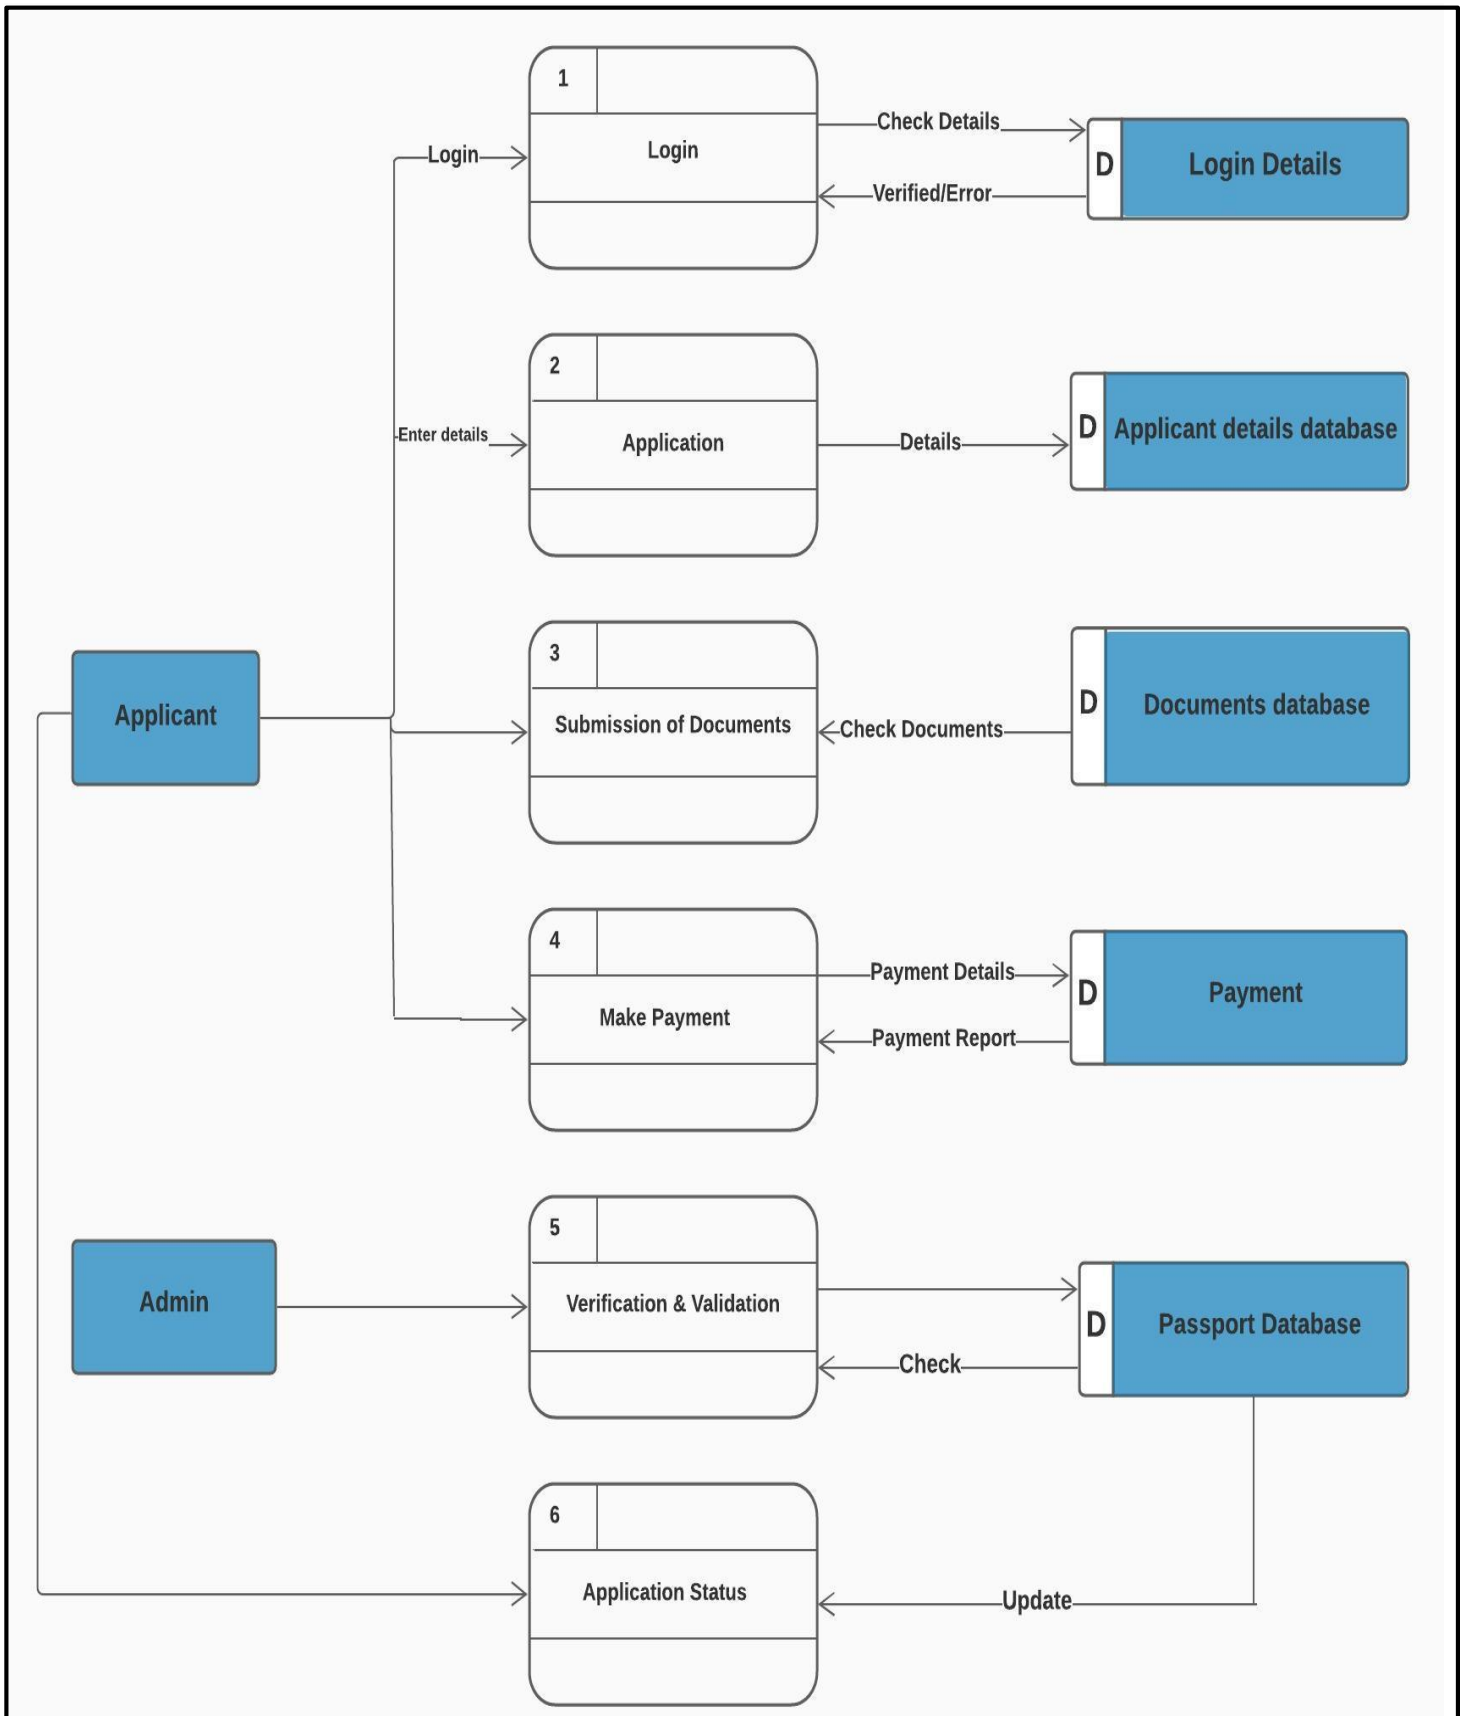 1
Login
Login
Check Details
Verified/Error
D
Login Details
2
Enter details
Application
Details
D
Applicant details database
Applicant
3
Submission of Documents
Check Documents
D
Documents database
4
Make Payment
Payment Details
Payment Report
D
Payment
Admin
5
Verification & Validation
Check
D
Passport Database
6
Application Status
Update